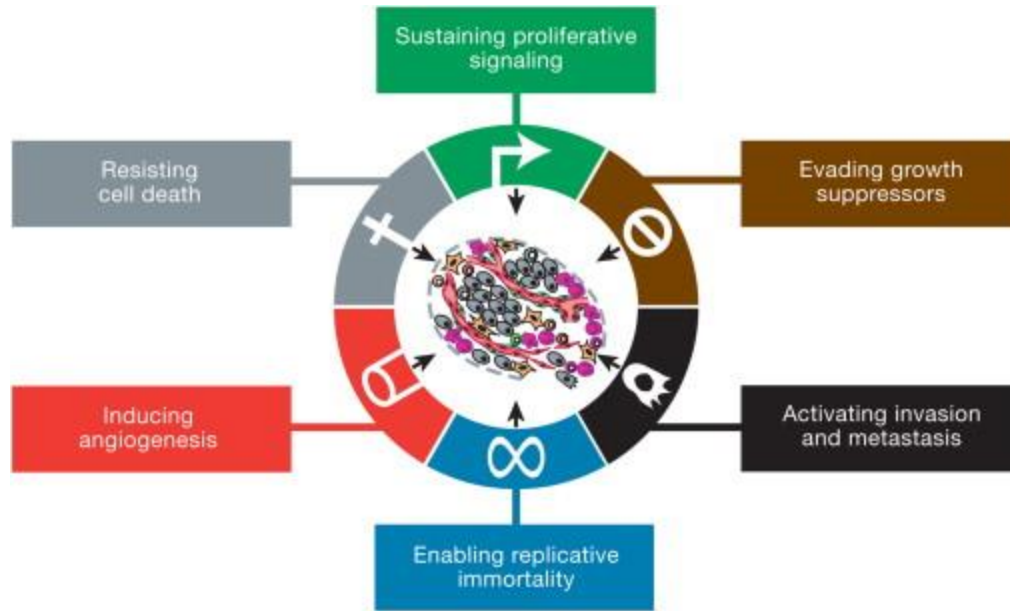 Sustaining proliferative
signaling
Resisting
cell death
Evading growth
suppressors
Inducing
angiogenesis
Activating invasion
and metastasis
Enabling replicative
immortality